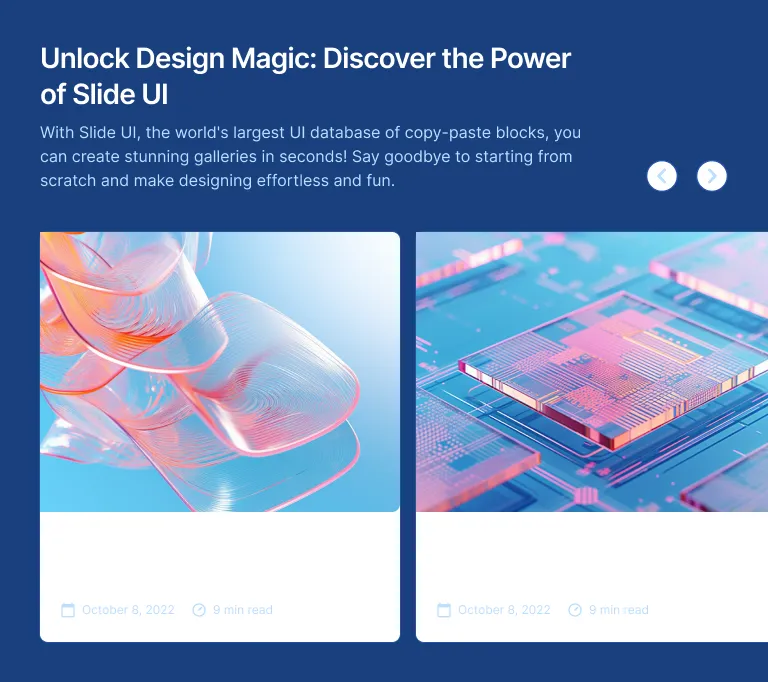 Unlock Design Magic: Discover the Power
of Slide UI
With Slide UI, the world's largest UI database of copy-paste blocks, you
can create stunning galleries in seconds! Say goodbye to starting from
scratch and make designing effortless and fun.
October 8, 2022 9 min read
October 8, 2022 9 min read